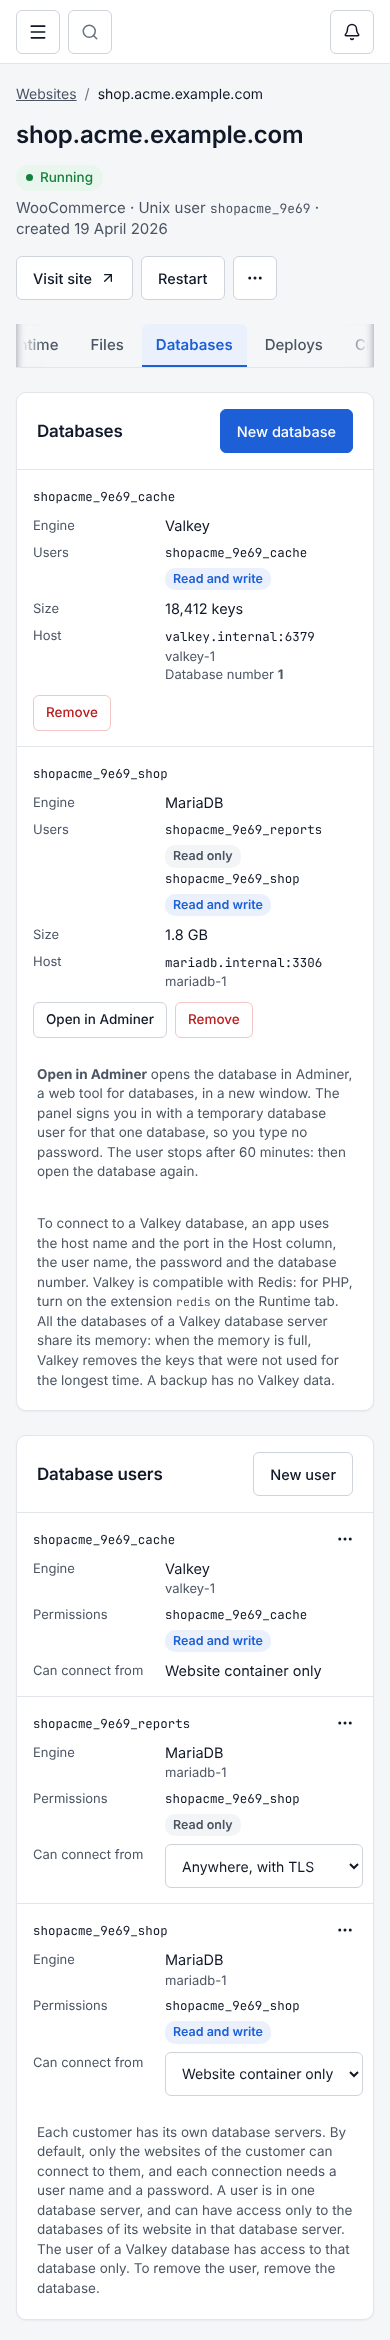 Websites / shop.acme.example.com
shop.acme.example.com
Running
WooCommerce · Unix user shopacme_9e69 ·
created 19 April 2026
Visit site
Restart
Files
Databases
Deploys
Databases
New database
shopacme_9e69_cache
Engine Valkey
Users shopacme_9e69_cache
Read and write
Size 18,412 keys
Host valkey.internal:6379
valkey-1
Database number 1
Remove
shopacme_9e69_shop
Engine MariaDB
Users shopacme_9e69_reports
Read only
shopacme_9e69_shop
Read and write
Size 1.8 GB
Host mariadb.internal:3306
mariadb-1
Open in Adminer Remove
Open in Adminer opens the database in Adminer,
a web tool for databases, in a new window. The
panel signs you in with a temporary database
user for that one database, so you type no
password. The user stops after 60 minutes: then
open the database again.
To connect to a Valkey database, an app uses
the host name and the port in the Host column,
the user name, the password and the database
number. Valkey is compatible with Redis: for PHP,
turn on the extension redis on the Runtime tab.
All the databases of a Valkey database server
share its memory: when the memory is full,
Valkey removes the keys that were not used for
the longest time. A backup has no Valkey data.
Database users
New user
shopacme_9e69_cache
Engine Valkey
valkey-1
Permissions shopacme_9e69_cache
Read and write
Can connect from Website container only
shopacme_9e69_reports
Engine MariaDB
mariadb-1
Permissions shopacme_9e69_shop
Read only
Can connect from Anywhere, with TLS
shopacme_9e69_shop
Engine MariaDB
mariadb-1
Permissions shopacme_9e69_shop
Read and write
Can connect from Website container only
Each customer has its own database servers. By
default, only the websites of the customer can
connect to them, and each connection needs a
user name and a password. A user is in one
database server, and can have access only to the
databases of its website in that database server.
The user of a Valkey database has access to that
database only. To remove the user, remove the
database.